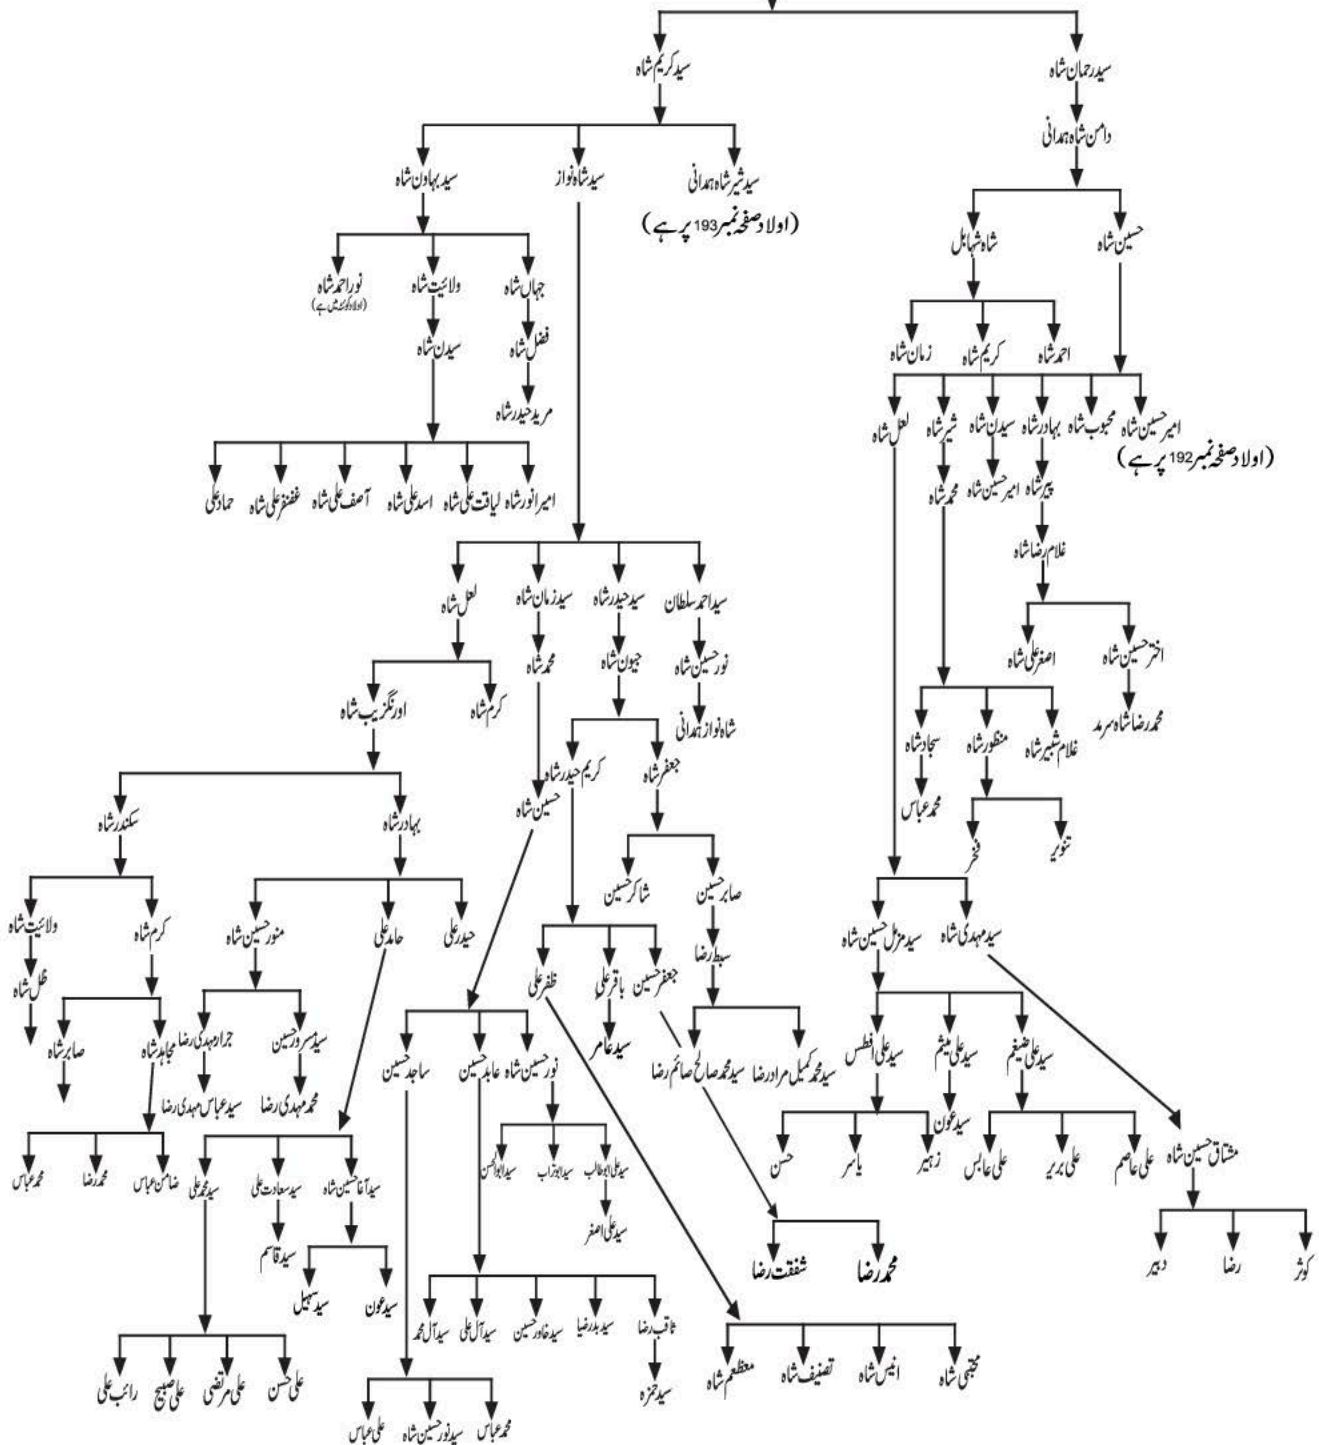 سید رحمان شاہ
سید کریم شاہ
دامن شاہ ہمدانی
سید شیر شاہ ہمدانی
سید شاہ نواز
سید بہادن شاہ
(اولاد صفحہ نمبر 193 پر ہے)
حسین شاہ
شاہ شہابل
جہاں شاہ
ولائیت شاہ
نور احمد شاہ
(اولاد کوئٹہ میں ہے)
فضل شاہ
سیدن شاہ
احمد شاہ
کریم شاہ
زمان شاہ
مرید حیدر شاہ
امیر حسین شاہ
محبوب شاہ
بہادر شاہ
سیدن شاہ
شیر شاہ
لعل شاہ
(اولاد صفحہ نمبر 192 پر ہے)
پیر شاہ
امیر حسین شاہ
محمد شاہ
امیر انور شاہ
لیاقت علی شاہ
اسد علی شاہ
آصف علی شاہ
غضنفر علی شاہ
حماد علی
غلام رضا شاہ
سید احمد سلطان
سید حیدر شاہ
سید زمان شاہ
لعل شاہ
اختر حسین شاہ
اصغر علی شاہ
نور حسین شاہ
جیون شاہ
محمد شاہ
کرم شاہ
اورنگزیب شاہ
محمد رضا شاہ سرمد
شاہ نواز ہمدانی
غلام شبیر شاہ
منظور شاہ
سجاد شاہ
جعفر شاہ
کریم حیدر شاہ
حسین شاہ
محمد عباس
بہادر شاہ
سکندر شاہ
تنویر
فخر
صابر حسین
شاکر حسین
سید مہدی شاہ
سید مزمل حسین شاہ
حیدر علی
حامد علی
منور حسین شاہ
کرم شاہ
ولائیت شاہ
سبط رضا
جعفر حسین
باقر علی
ظفر علی
ظل شاہ
سید علی ضیغم
سید علی میثم
سید علی افطس
سید عامر
سید مسرور حسین
جرار مہدی رضا
مجاہد شاہ
صابر شاہ
سید محمد کمیل مراد رضا
سید محمد صالح صائم رضا
نور حسین شاہ
عابد حسین
ساجد حسین
محمد مہدی رضا
سید عباس مہدی رضا
سید عون
مشتاق حسین شاہ
علی عاصم
علی بریر
علی عابس
زہیر
یاسر
حسن
سید علی ابوطالب
سید ابوتراب
سید ابوالحسن
سید آغا حسین شاہ
سید سعادت علی
سید محمد علی
ضامن عباس
محمد رضا
محمد عباس
سید علی اصغر
سید قاسم
کوثر
رضا
دبیر
محمد رضا
شفقت رضا
سید عون
سید سہیل
ثاقب رضا
سید بدر ضیا
سید خاور حسین
سید آل علی
سید آل محمد
مجتبیٰ شاہ
انیس شاہ
تصنیف شاہ
معظم شاہ
سید حمزہ
علی حسن
علی مرتضیٰ
علی صبیح
رائب علی
محمد عباس
سید نور حسین شاہ
علی عباس